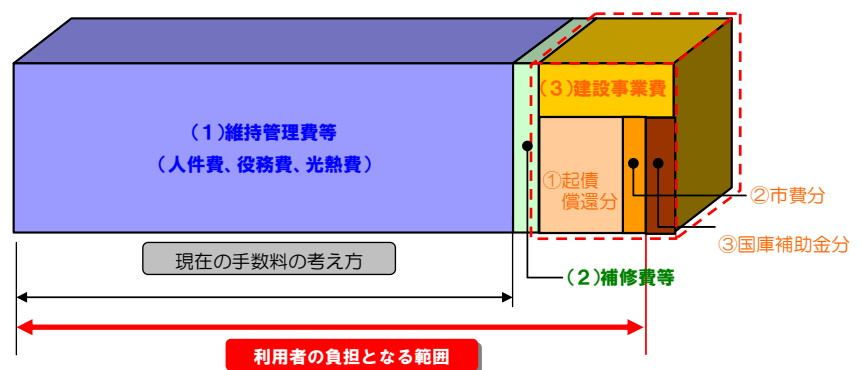 (3)建設事業費
(1)維持管理費等
(人件費、役務費、光熱費)
①起債
償還分
②市費分
③国庫補助金分
現在の手数料の考え方
(2)補修費等
利用者の負担となる範囲